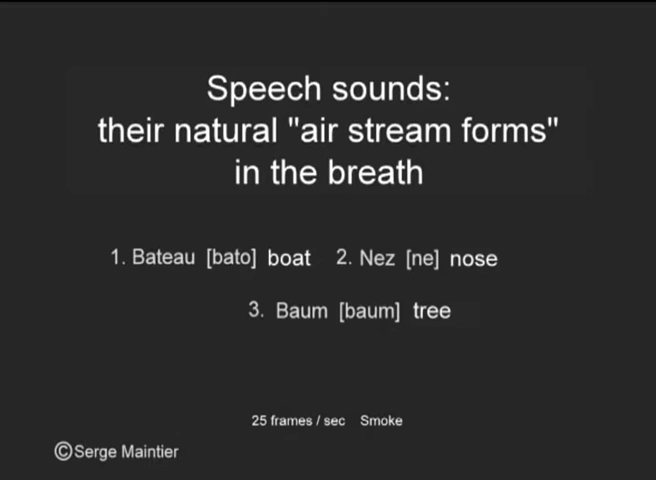 Speech sounds:
their natural "air stream forms"
in the breath
1. Bateau [bato] boat 2. Nez [ne] nose
3. Baum [baum] tree
25 frames / sec Smoke
©Serge Maintier